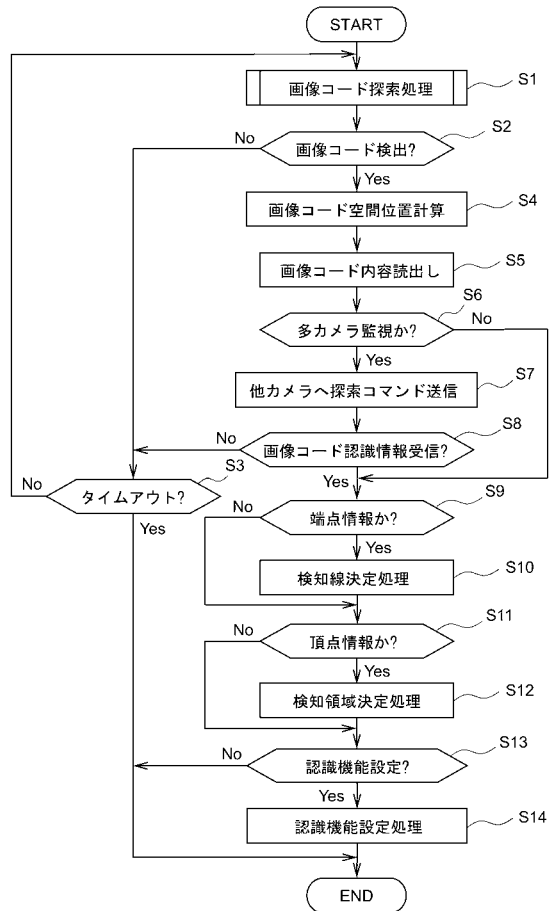 START
画像コード探索処理
S1
画像コード検出?
S2
No
Yes
画像コード空間位置計算
S4
画像コード内容読出し
S5
多カメラ監視か?
S6
No
Yes
他カメラへ探索コマンド送信
S7
画像コード認識情報受信?
S8
No
Yes
タイムアウト?
S3
No
Yes
端点情報か?
S9
No
Yes
検知線決定処理
S10
頂点情報か?
S11
No
Yes
検知領域決定処理
S12
認識機能設定?
S13
No
Yes
認識機能設定処理
S14
END